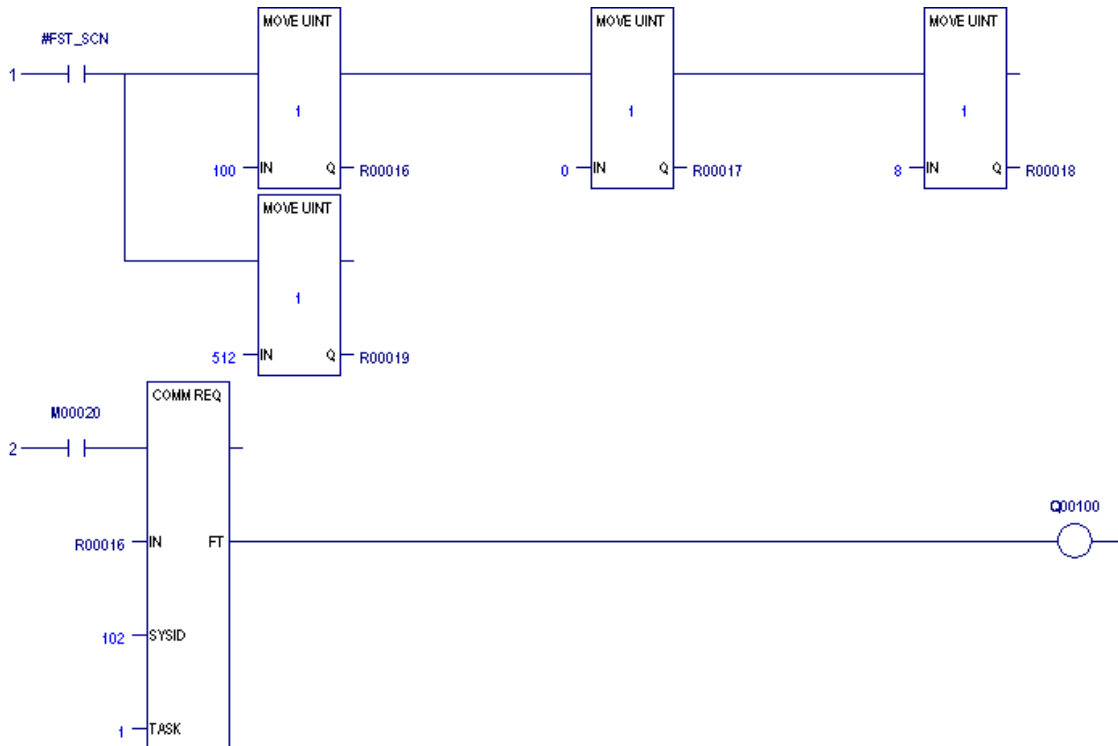 MOVE UINT MOVE UINT MOVE UINT
#FST_SCN
1
1 1 1
100 IN Q R00016 0 IN Q R00017 8 IN Q R00018
MOVE UINT
1
512 IN Q R00019
COMM REQ
M00020
2
Q00100
R00016 IN FT
102 SYSID
1 TASK